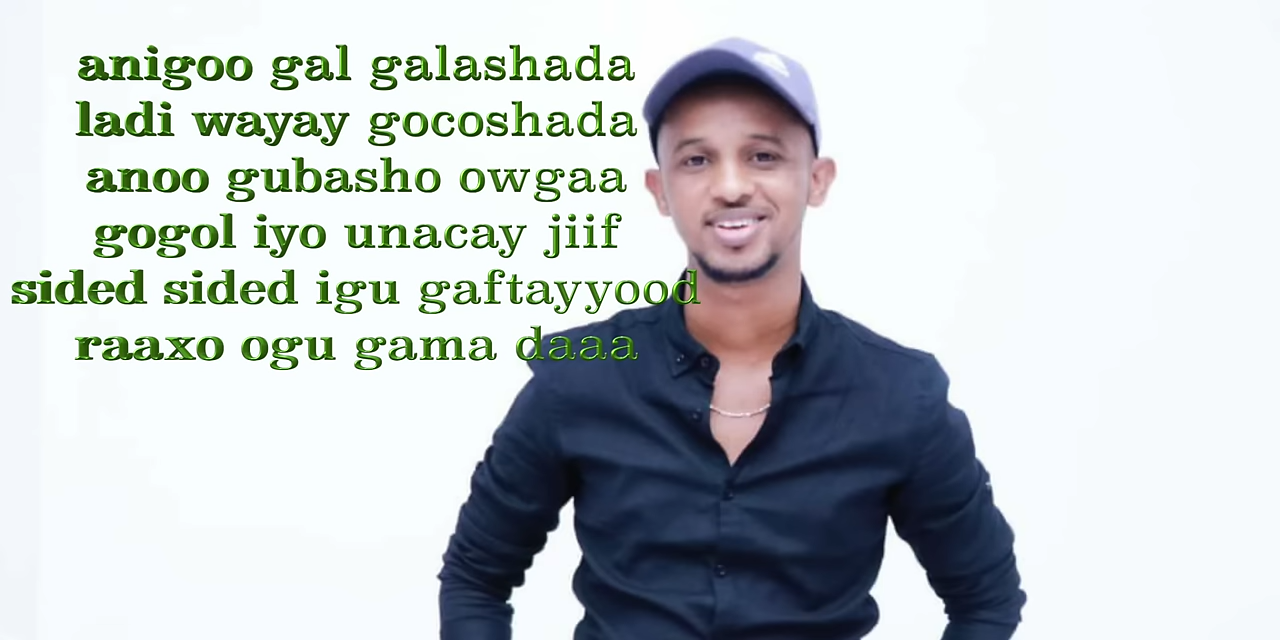 anigoo gal galashada
ladi wayay gocoshada
anoo gubasho owgaa
gogol iyo unacay jiif
sided sided igu gaftayyood
raaxo ogu gama daaa